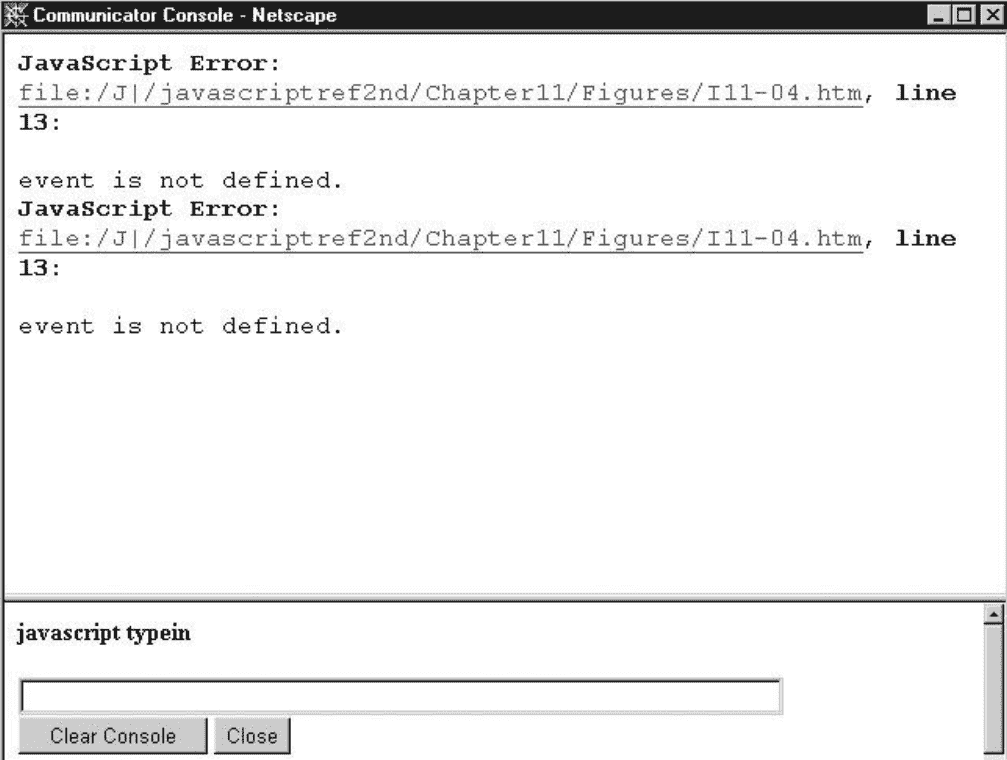 Communicator Console - Netscape
JavaScript Error:
file:/J|/javascriptref2nd/Chapter11/Figures/I11-04.htm, line
13:
event is not defined.
JavaScript Error:
file:/J|/javascriptref2nd/Chapter11/Figures/I11-04.htm, line
13:
event is not defined.
javascript typein
Clear Console Close